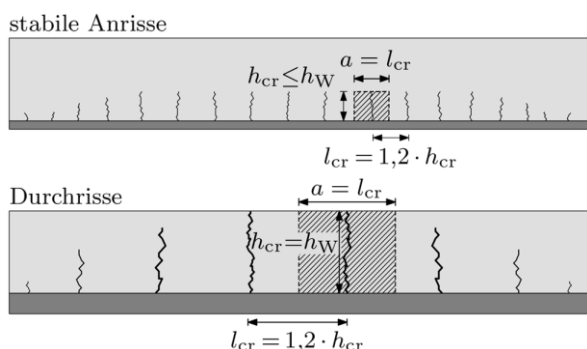 stabile Anrisse
a = l_cr
h_cr ≤ h_W
l_cr = 1,2 · h_cr
Durchrisse
a = l_cr
h_cr = h_W
l_cr = 1,2 · h_cr